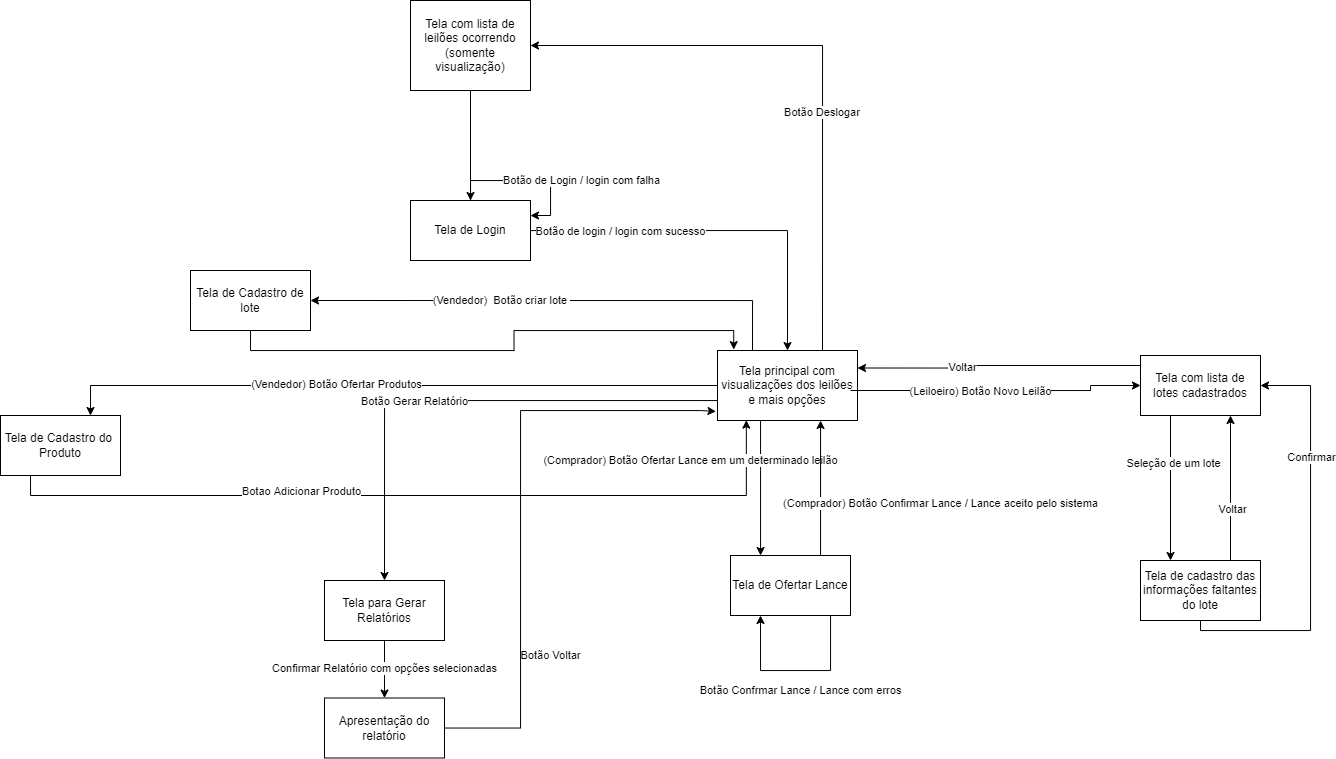 Tela com lista de
leilões ocorrendo
(somente
visualização)
Botão Deslogar
Botão de Login / login com falha
Tela de Login
Botão de login / login com sucesso
Tela de Cadastro de
lote
(Vendedor) Botão criar lote
Tela principal com
visualizações dos leilões
e mais opções
Voltar
Tela com lista de
lotes cadastrados
(Leiloeiro) Botão Novo Leilão
(Vendedor) Botão Ofertar Produtos
Botão Gerar Relatório
Tela de Cadastro do
Produto
(Comprador) Botão Ofertar Lance em um determinado leilão
Seleção de um lote
Confirmar
Botao Adicionar Produto
(Comprador) Botão Confirmar Lance / Lance aceito pelo sistema
Voltar
Tela para Gerar
Relatórios
Tela de Ofertar Lance
Tela de cadastro das
informações faltantes
do lote
Botão Voltar
Confirmar Relatório com opções selecionadas
Botão Confrmar Lance / Lance com erros
Apresentação do
relatório